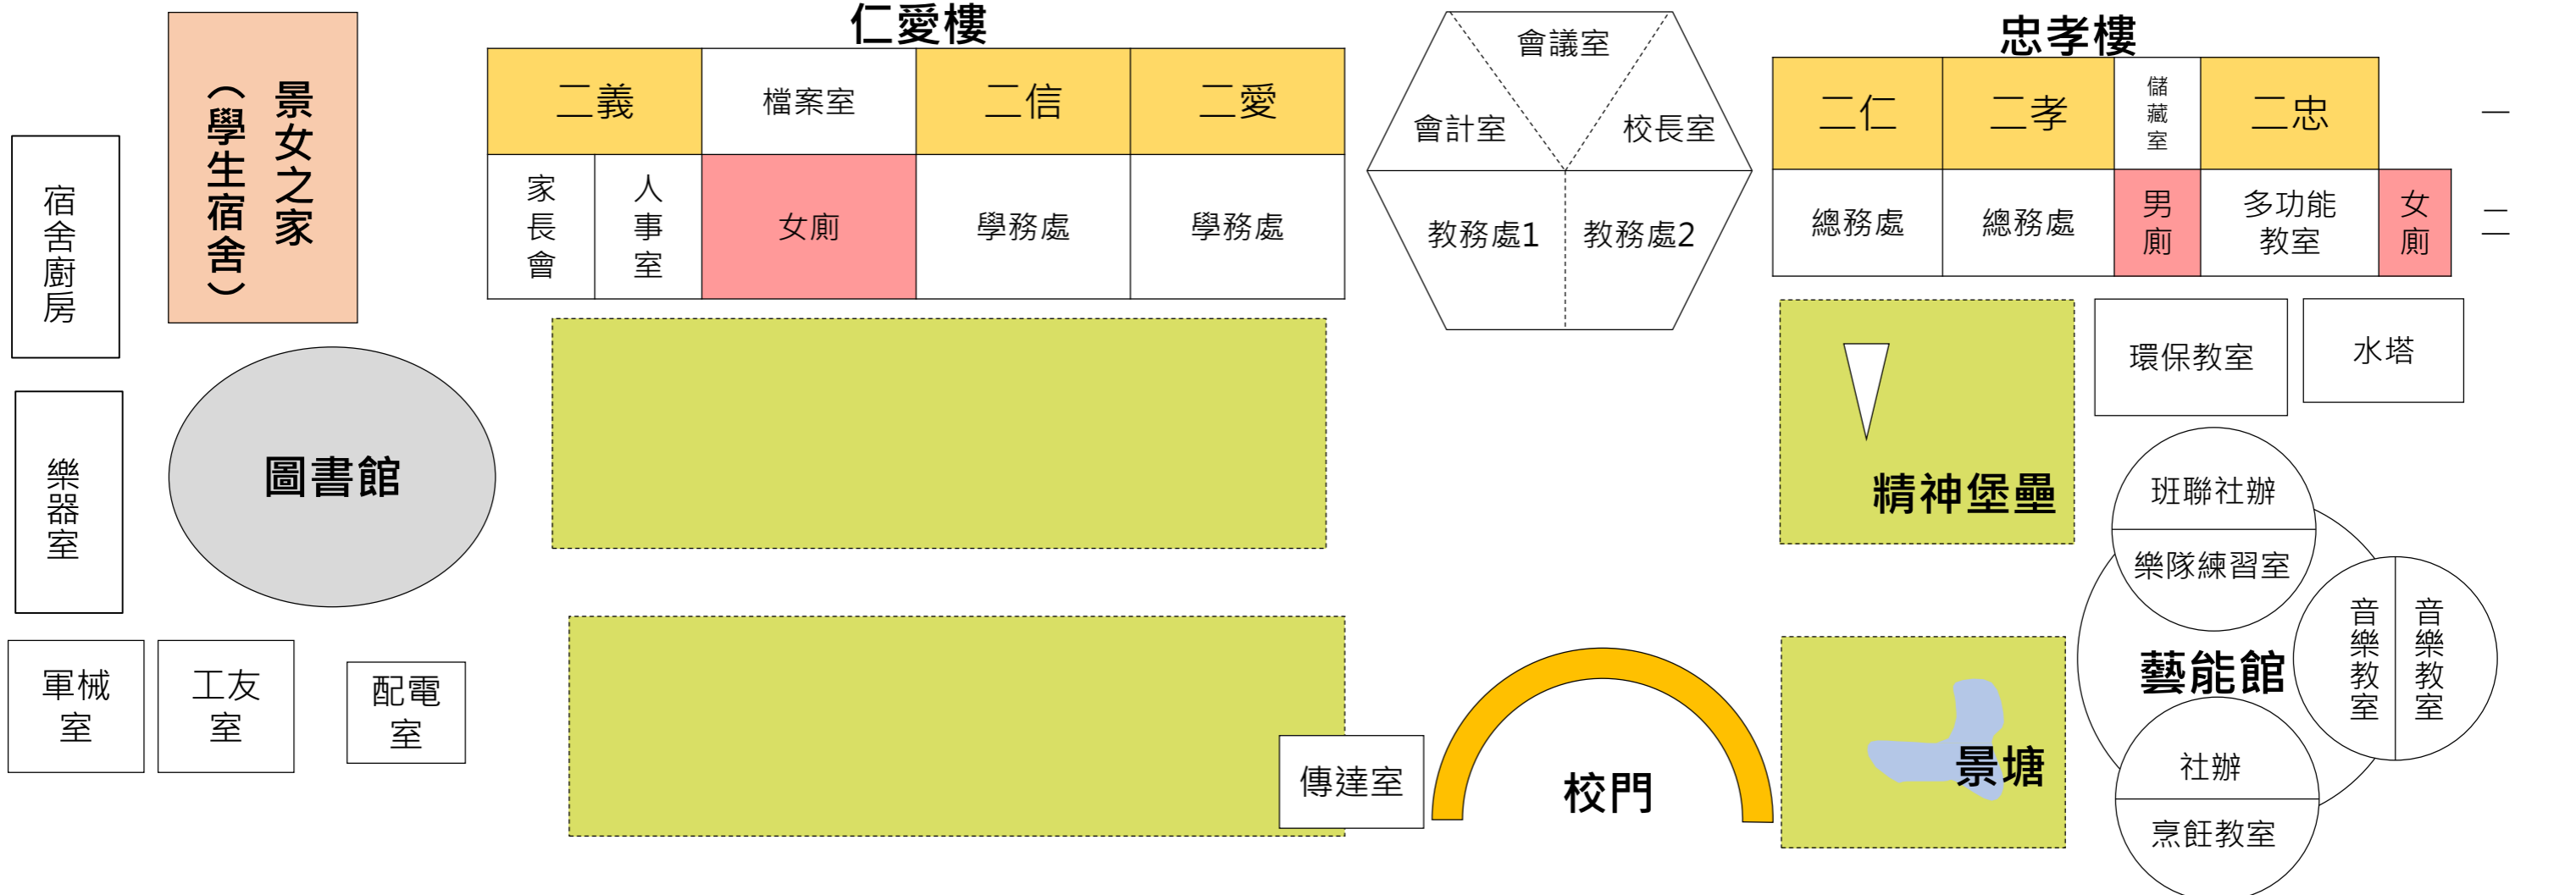 仁愛樓
忠孝樓
景女之家
（學生宿舍）
宿舍廚房
二義
檔案室
二信
二愛
家長會
人事室
女廁
學務處
學務處
會議室
會計室
校長室
教務處1
教務處2
二仁
二孝
儲藏室
二忠
一
總務處
總務處
男廁
多功能
教室
女廁
二
圖書館
樂器室
精神堡壘
環保教室
水塔
班聯社辦
樂隊練習室
音樂教室
音樂教室
藝能館
社辦
烹飪教室
軍械
室
工友
室
配電
室
傳達室
校門
景塘